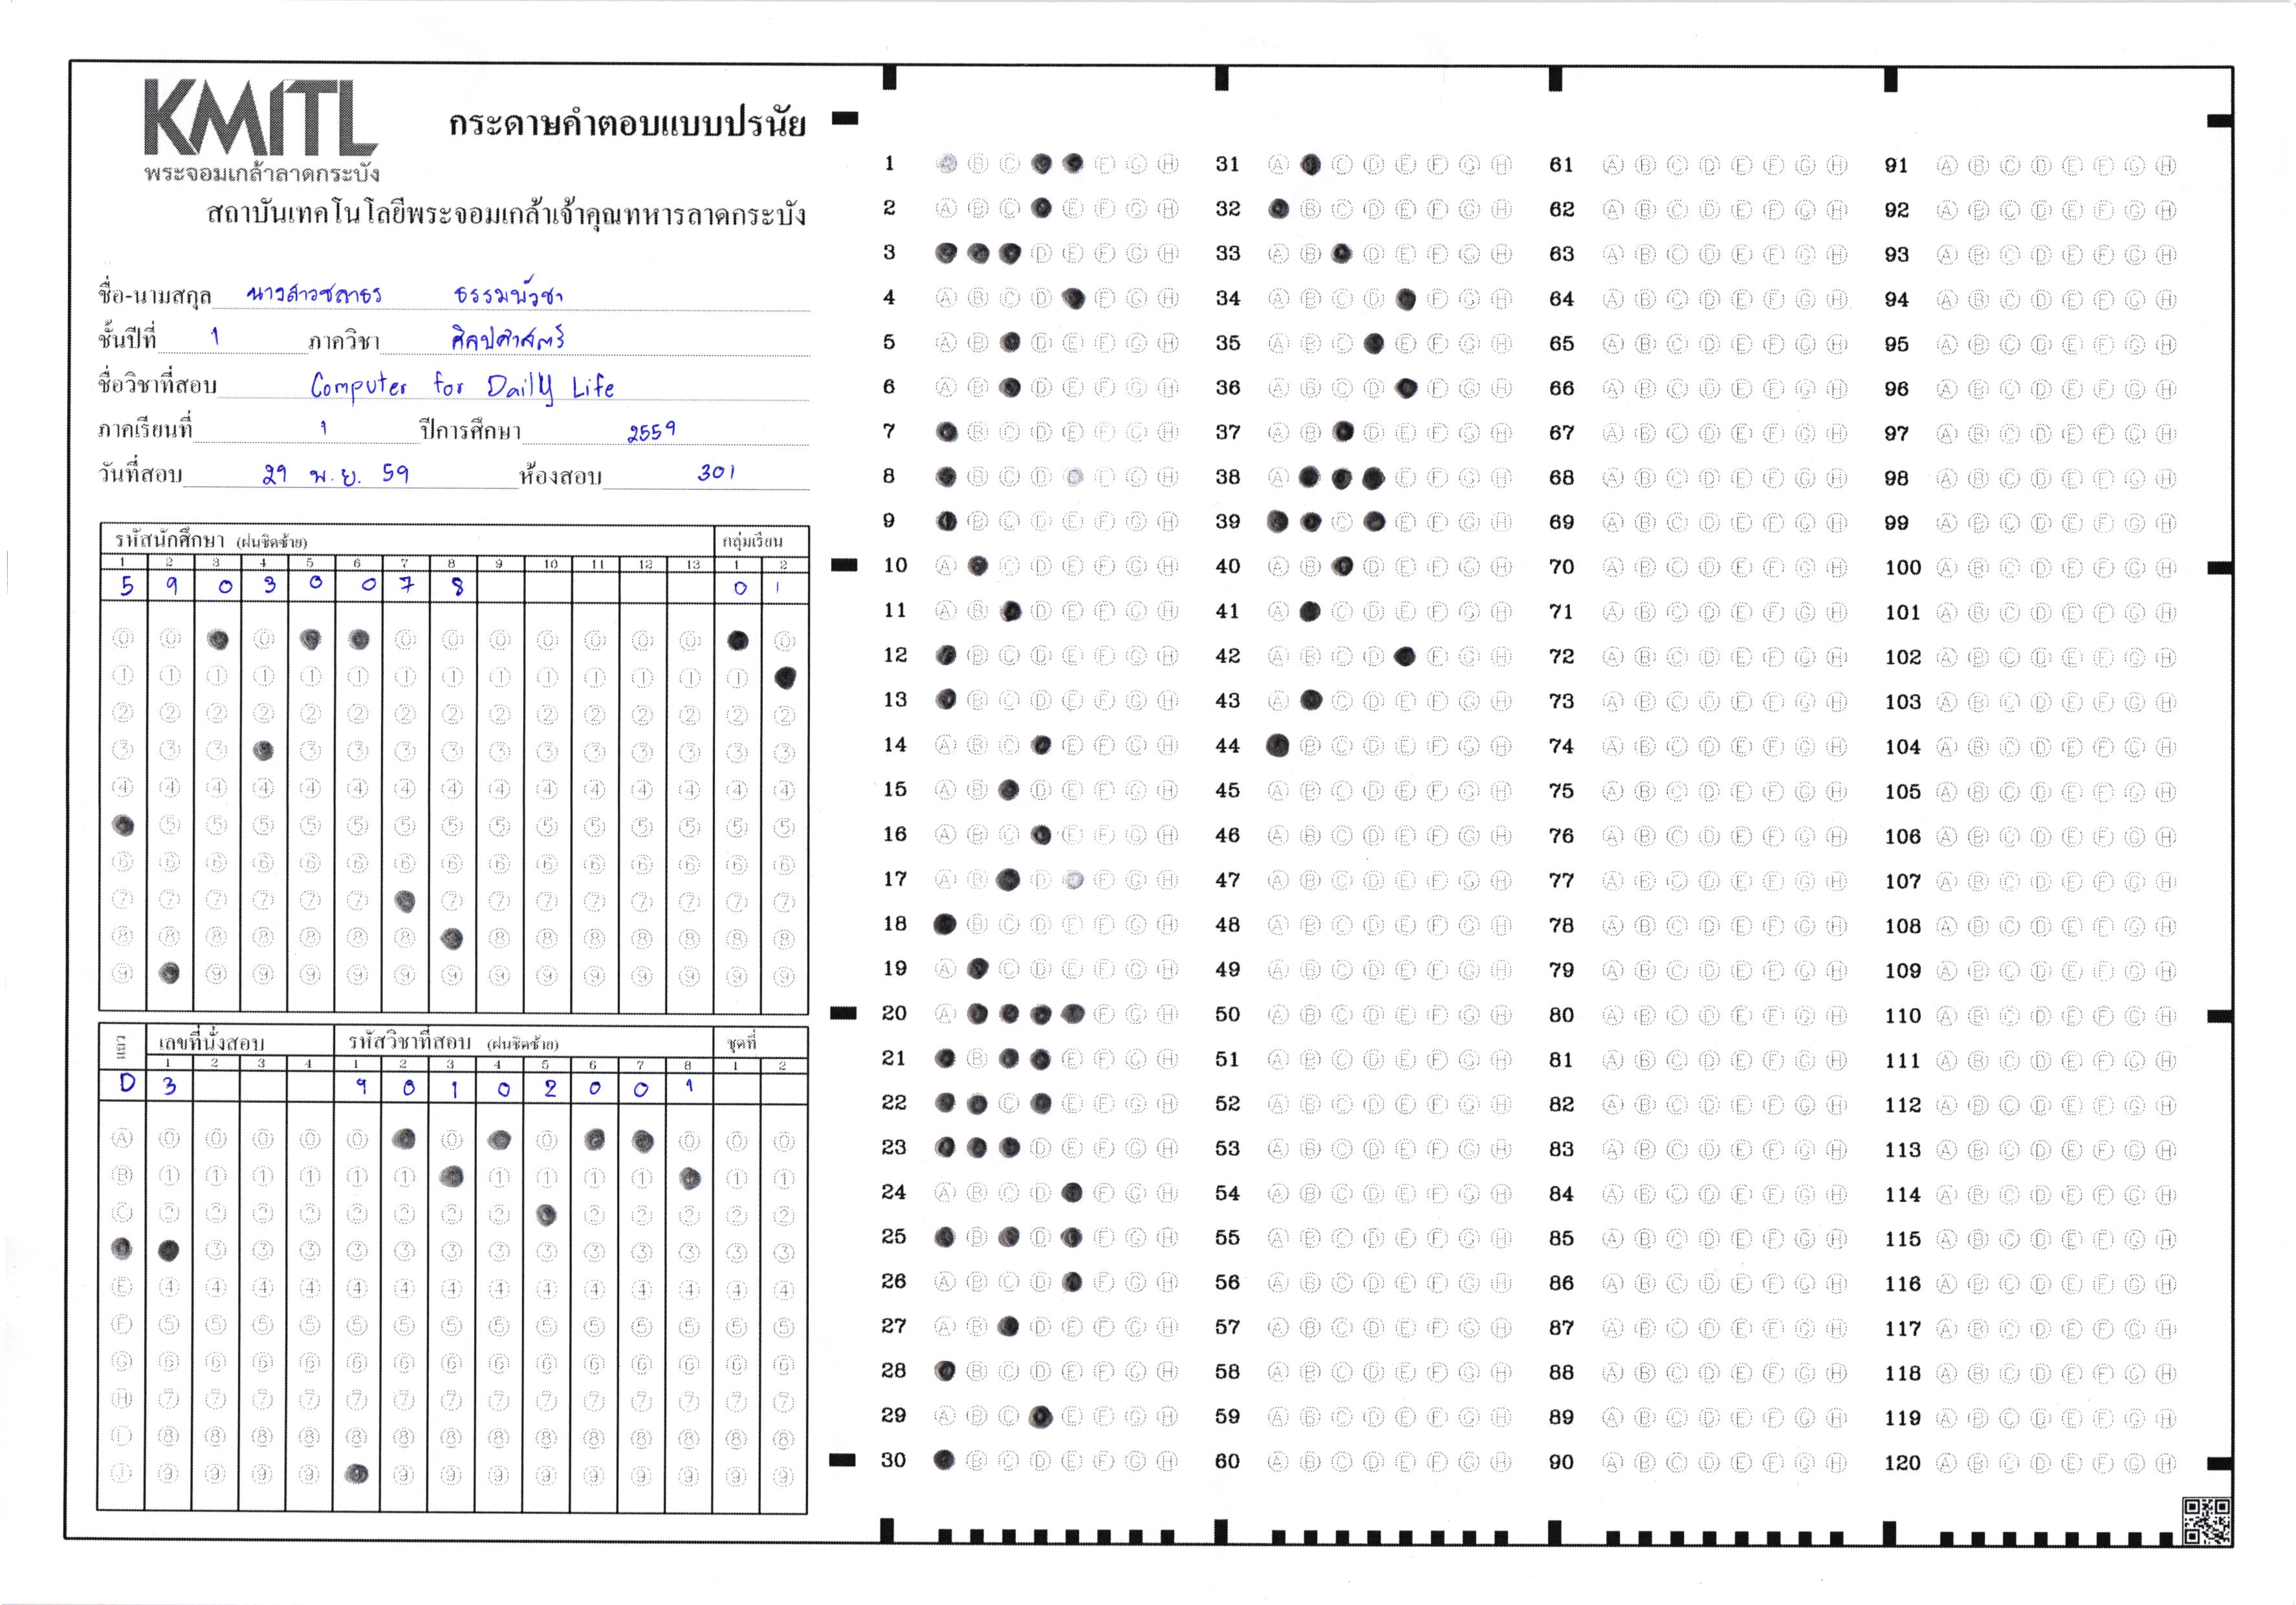 KMITL
พระจอมเกล้าลาดกระบัง
กระดาษคำตอบแบบปรนัย
สถาบันเทคโนโลยีพระจอมเกล้าเจ้าคุณทหารลาดกระบัง
ชื่อ-นามสกุล นางสาวชลาธร ธรรมบัวชา
ชั้นปีที่ 1 ภาควิชา ศิลปศาสตร์
ชื่อวิชาที่สอบ Computer for Daily Life
ภาคเรียนที่ 1 ปีการศึกษา 2559
วันที่สอบ 29 พ.ย. 59 ห้องสอบ 301
รหัสนักศึกษา (ฝนชิดซ้าย) กลุ่มเรียน
1 2 3 4 5 6 7 8 9 10 11 12 13 1 2
5 9 0 3 0 0 7 8 0 1
แถว เลขที่นั่งสอบ รหัสวิชาที่สอบ (ฝนชิดซ้าย) ชุดที่
1 2 3 4 1 2 3 4 5 6 7 8 1 2
D 3 9 0 1 0 2 0 0 1
1 31 61 91
2 32 62 92
3 33 63 93
4 34 64 94
5 35 65 95
6 36 66 96
7 37 67 97
8 38 68 98
9 39 69 99
10 40 70 100
11 41 71 101
12 42 72 102
13 43 73 103
14 44 74 104
15 45 75 105
16 46 76 106
17 47 77 107
18 48 78 108
19 49 79 109
20 50 80 110
21 51 81 111
22 52 82 112
23 53 83 113
24 54 84 114
25 55 85 115
26 56 86 116
27 57 87 117
28 58 88 118
29 59 89 119
30 60 90 120